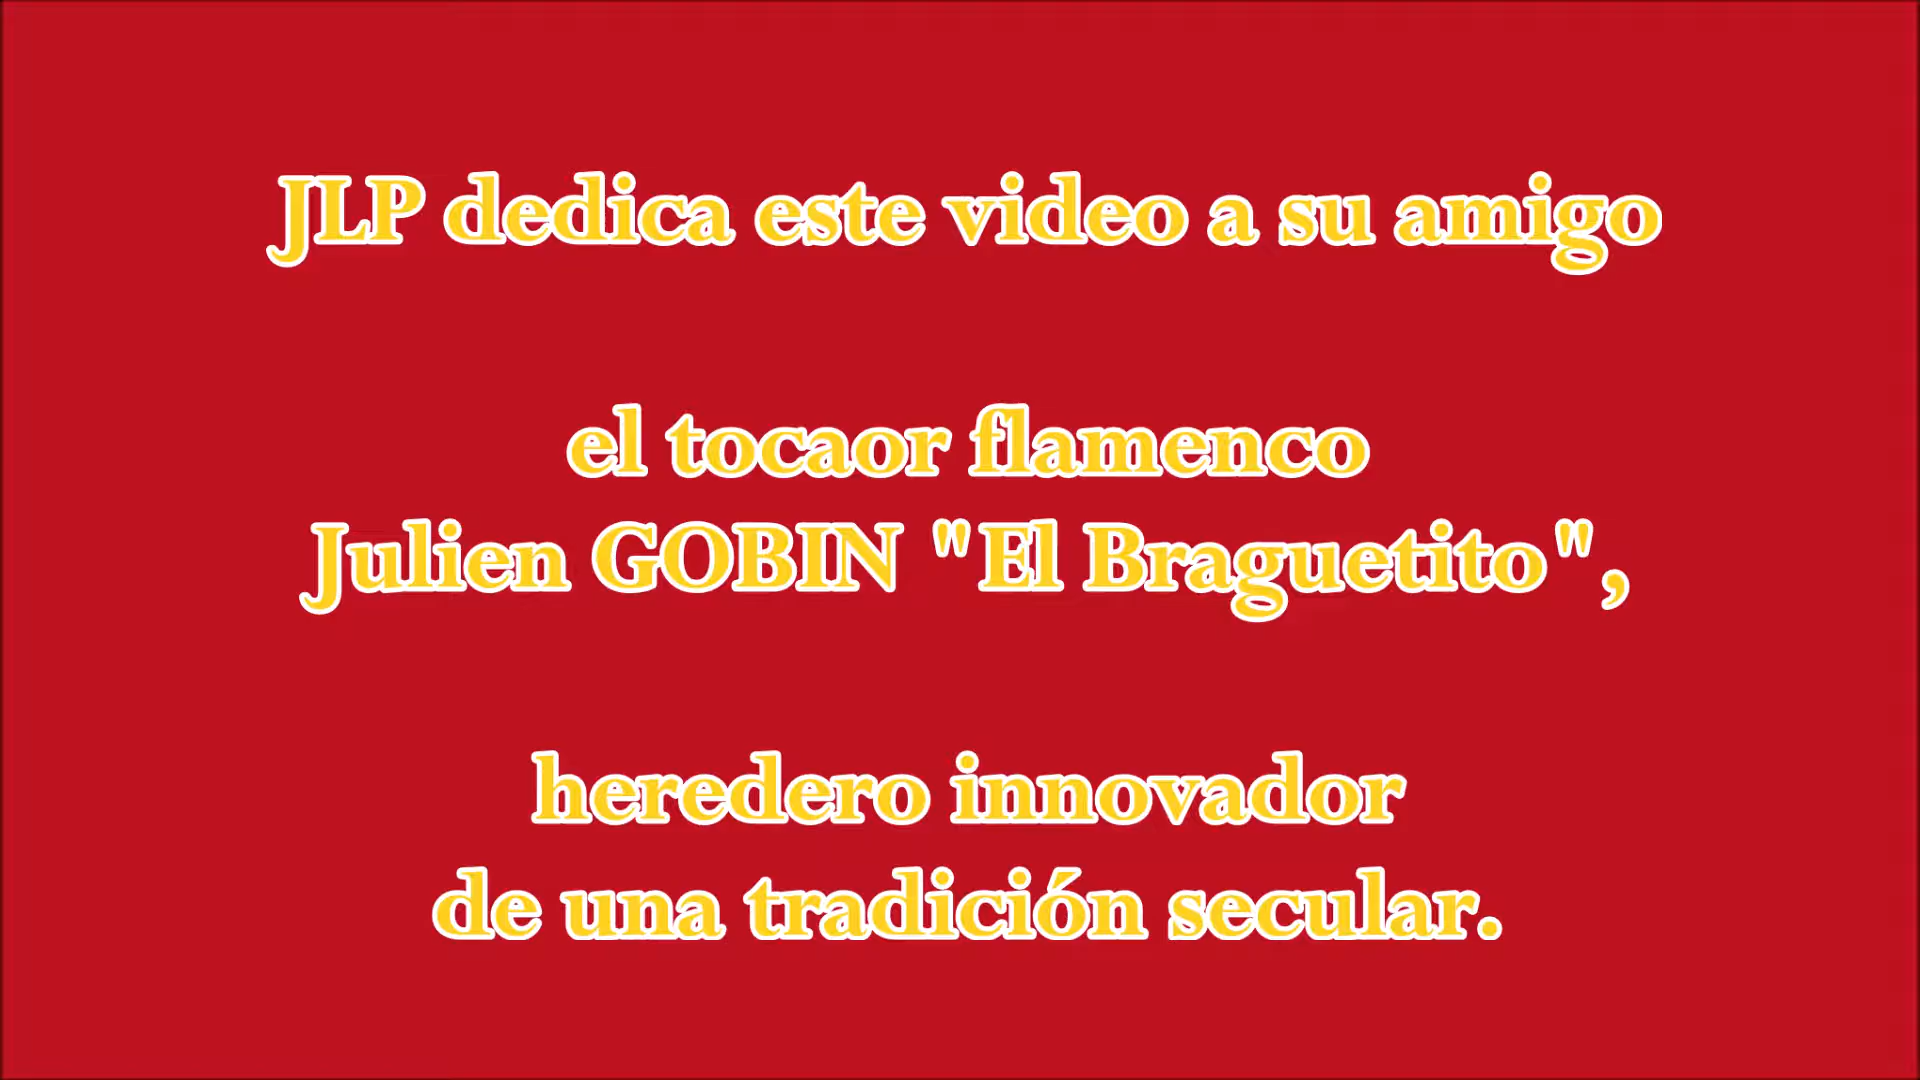 JLP dedica este video a su amigo
el tocaor flamenco
Julien GOBIN "El Braguetito",
heredero innovador
de una tradición secular.